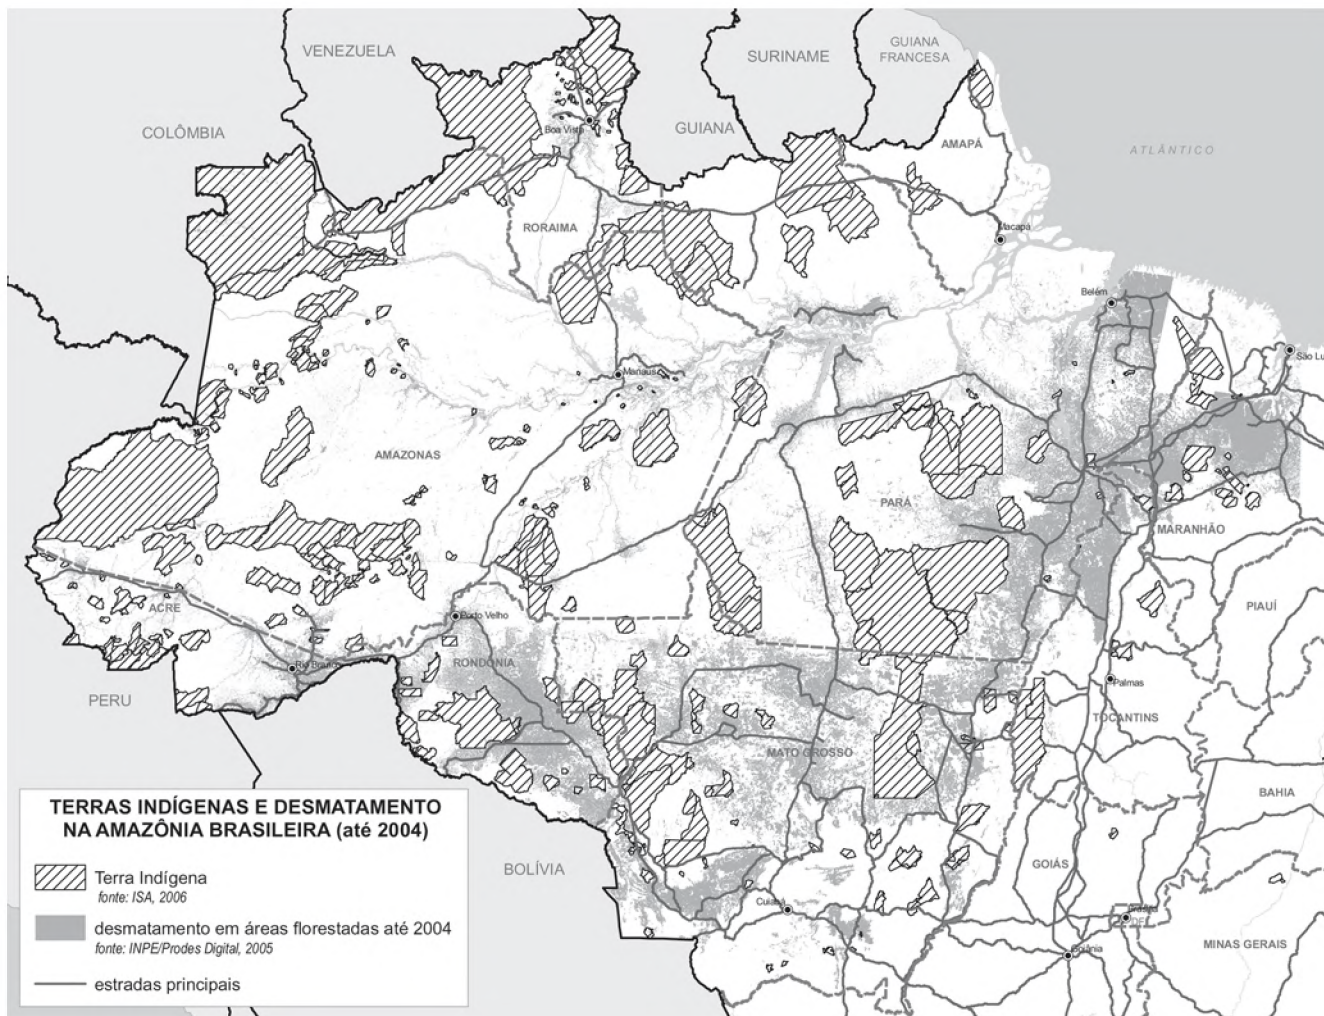 VENEZUELA
SURINAME
GUIANA
FRANCESA
COLÔMBIA
Boa Vista
GUIANA
AMAPÁ
ATLÂNTICO
RORAIMA
Macapá
Belém
São Lu
Manaus
AMAZONAS
PARÁ
MARANHÃO
ACRE
Porto Velho
PIAUÍ
Rio Branco
RONDÔNIA
PERU
Palmas
TOCANTINS
MATO GROSSO
BAHIA
BOLÍVIA
GOIÁS
Cuiabá
Brasília
DF
Goiânia
MINAS GERAIS
TERRAS INDÍGENAS E DESMATAMENTO
NA AMAZÔNIA BRASILEIRA (até 2004)
Terra Indígena
fonte: ISA, 2006
desmatamento em áreas florestadas até 2004
fonte: INPE/Prodes Digital, 2005
estradas principais